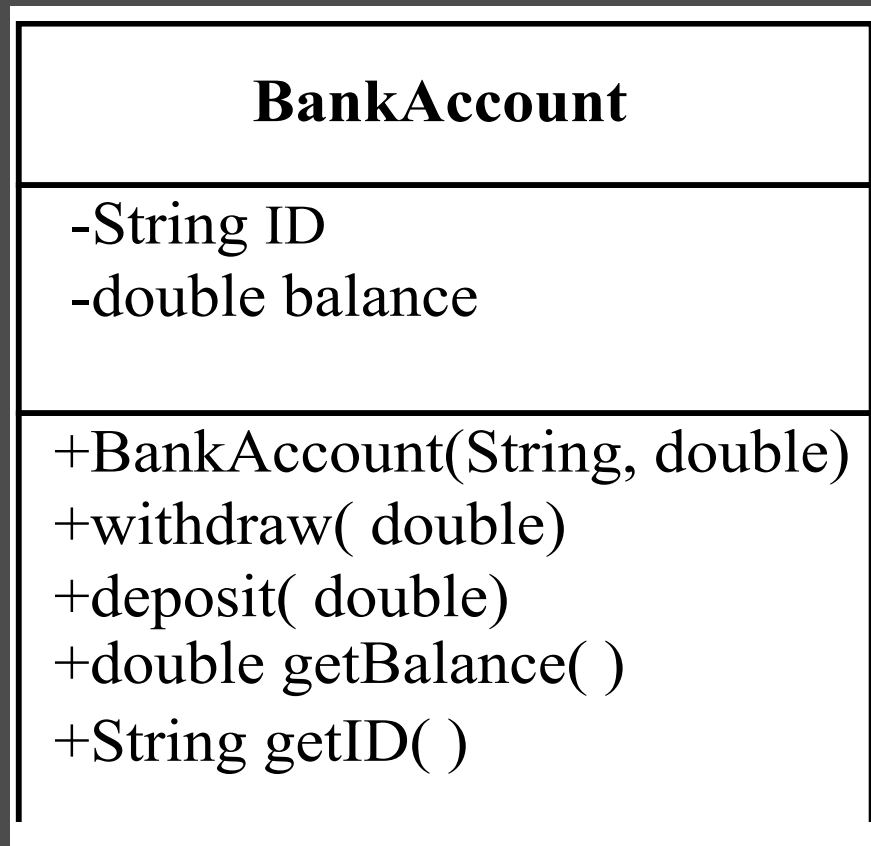 BankAccount
-String ID
-double balance
+BankAccount(String, double)
+withdraw( double)
+deposit( double)
+double getBalance( )
+String getID( )